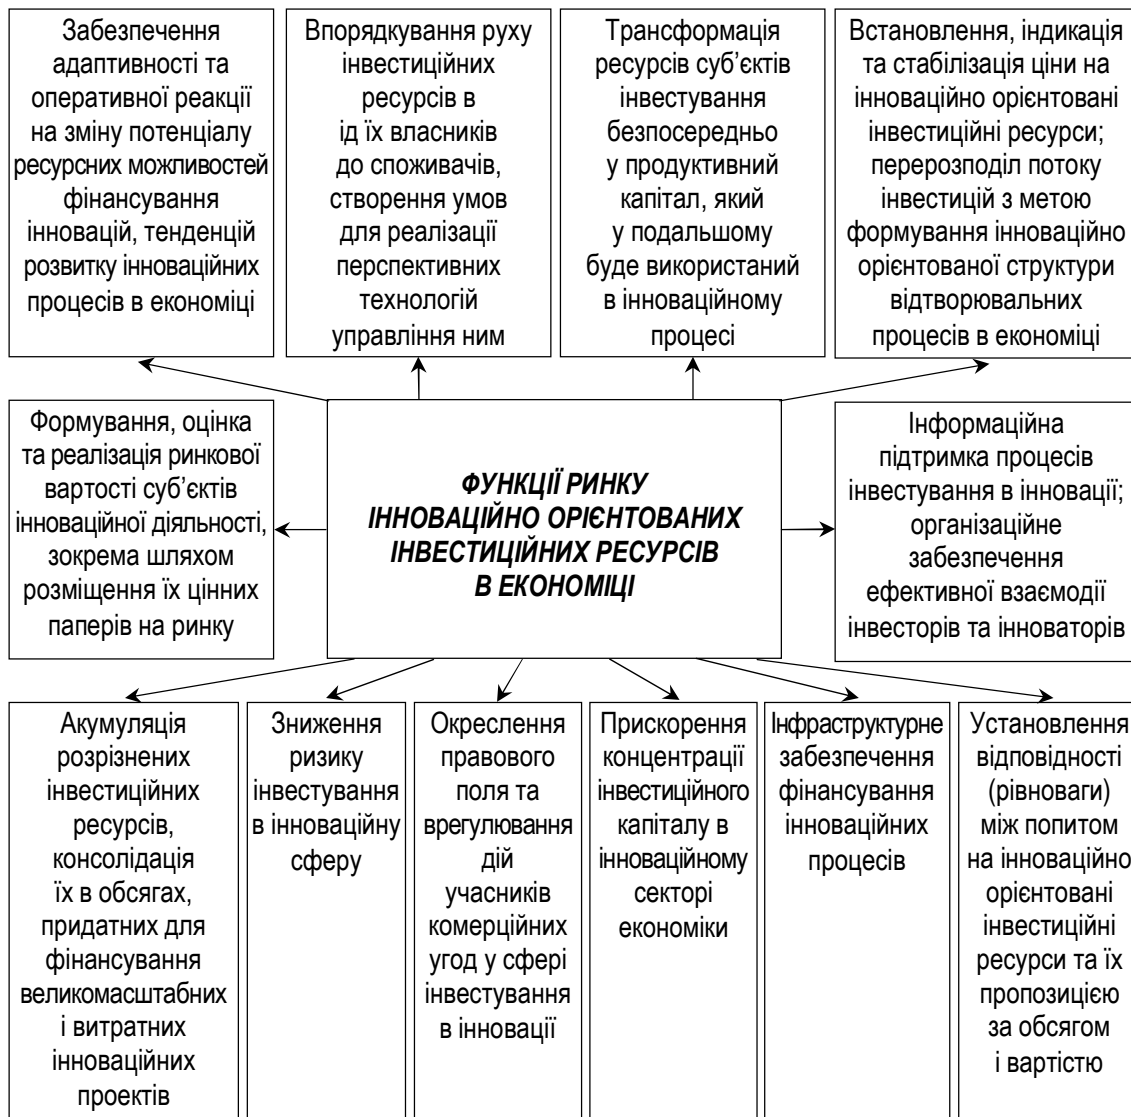 Забезпечення
адаптивності та
оперативної реакції
на зміну потенціалу
ресурсних можливостей
фінансування
інновацій, тенденцій
розвитку інноваційних
процесів в економіці
Впорядкування руху
інвестиційних
ресурсів в
ід їх власників
до споживачів,
створення умов
для реалізації
перспективних
технологій
управління ним
Трансформація
ресурсів суб’єктів
інвестування
безпосередньо
у продуктивний
капітал, який
у подальшому
буде використаний
в інноваційному
процесі
Встановлення, індикація
та стабілізація ціни на
інноваційно орієнтовані
інвестиційні ресурси;
перерозподіл потоку
інвестицій з метою
формування інноваційно
орієнтованої структури
відтворювальних
процесів в економіці
Формування, оцінка
та реалізація ринкової
вартості суб’єктів
інноваційної діяльності,
зокрема шляхом
розміщення їх цінних
паперів на ринку
ФУНКЦІЇ РИНКУ
ІННОВАЦІЙНО ОРІЄНТОВАНИХ
ІНВЕСТИЦІЙНИХ РЕСУРСІВ
В ЕКОНОМІЦІ
Інформаційна
підтримка процесів
інвестування в інновації;
організаційне
забезпечення
ефективної взаємодії
інвесторів та інноваторів
Акумуляція
розрізнених
інвестиційних
ресурсів,
консолідація
їх в обсягах,
придатних для
фінансування
великомасштабних
і витратних
інноваційних
проектів
Зниження
ризику
інвестування
в інноваційну
сферу
Окреслення
правового
поля та
врегулювання
дій
учасників
комерційних
угод у сфері
інвестування
в інновації
Прискорення
концентрації
інвестиційного
капіталу в
інноваційному
секторі
економіки
Інфраструктурне
забезпечення
фінансування
інноваційних
процесів
Установлення
відповідності
(рівноваги)
між попитом
на інноваційно
орієнтовані
інвестиційні
ресурси та їх
пропозицією
за обсягом
і вартістю